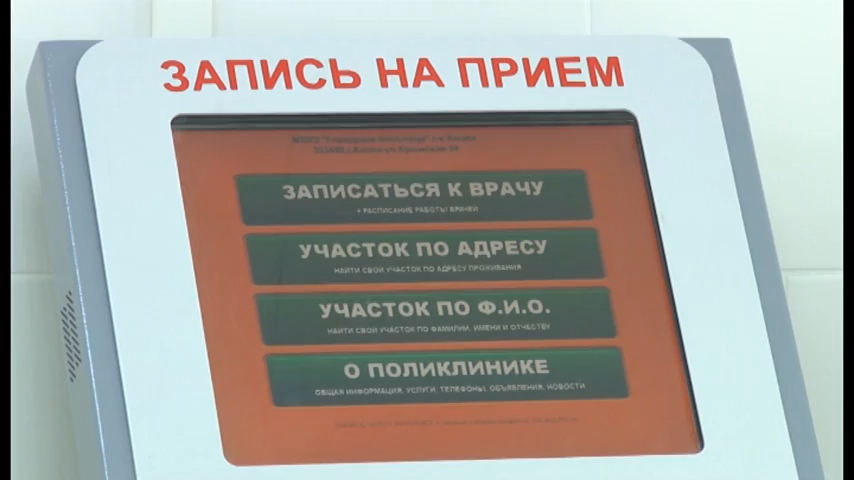 ЗАПИСЬ НА ПРИЕМ
ЗАПИСАТЬСЯ К ВРАЧУ
+ РАСПИСАНИЕ РАБОТЫ ВРАЧЕЙ
УЧАСТОК ПО АДРЕСУ
НАЙТИ СВОЙ УЧАСТОК ПО АДРЕСУ ПРОЖИВАНИЯ
УЧАСТОК ПО Ф.И.О.
НАЙТИ СВОЙ УЧАСТОК ПО ФАМИЛИИ, ИМЕНИ И ОТЧЕСТВУ
О ПОЛИКЛИНИКЕ
ОБЩАЯ ИНФОРМАЦИЯ, УСЛУГИ, ТЕЛЕФОНЫ, ОБЪЯВЛЕНИЯ, НОВОСТИ